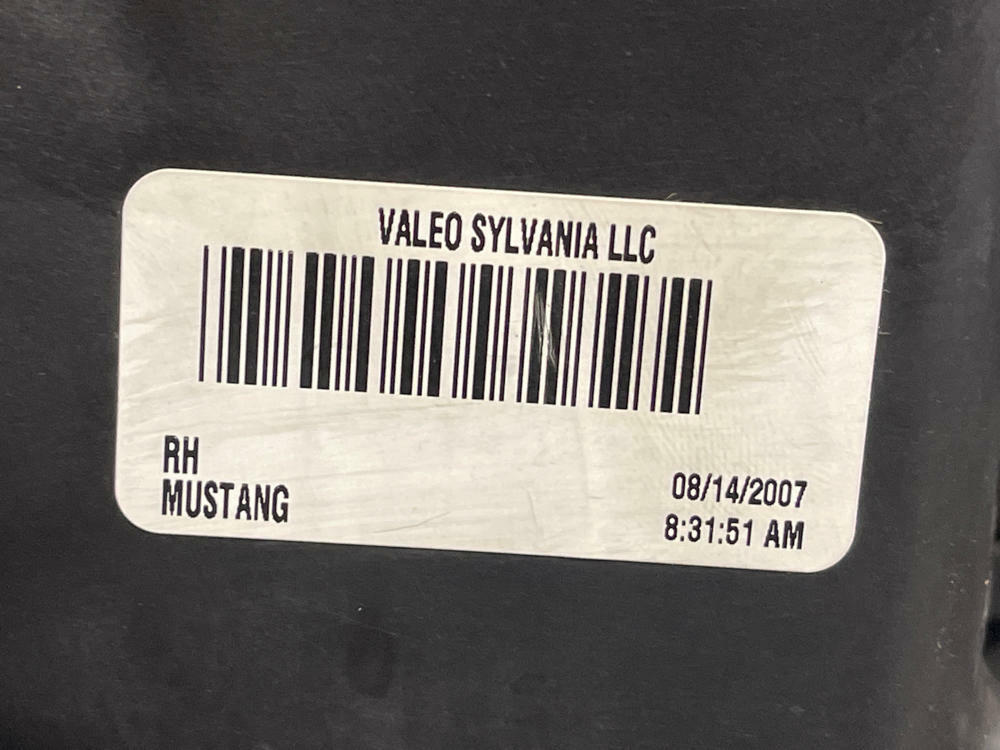 VALEO SYLVANIA LLC
RH
MUSTANG
08/14/2007
8:31:51 AM